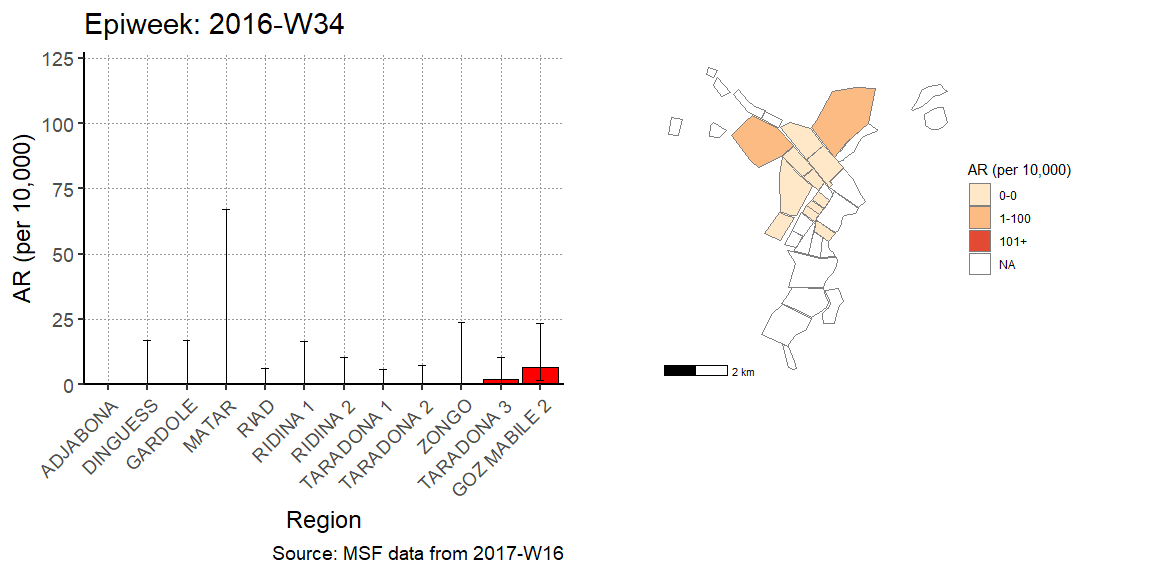 Epiweek: 2016-W34
AR (per 10,000)
125
100
75
50
25
0
ADJABONA
DINGUESS
GARDOLE
MATAR
RIAD
RIDINA 1
RIDINA 2
TARADONA 1
TARADONA 2
ZONGO
TARADONA 3
GOZ MABILE 2
Region
Source: MSF data from 2017-W16
AR (per 10,000)
0-0
1-100
101+
NA
2 km